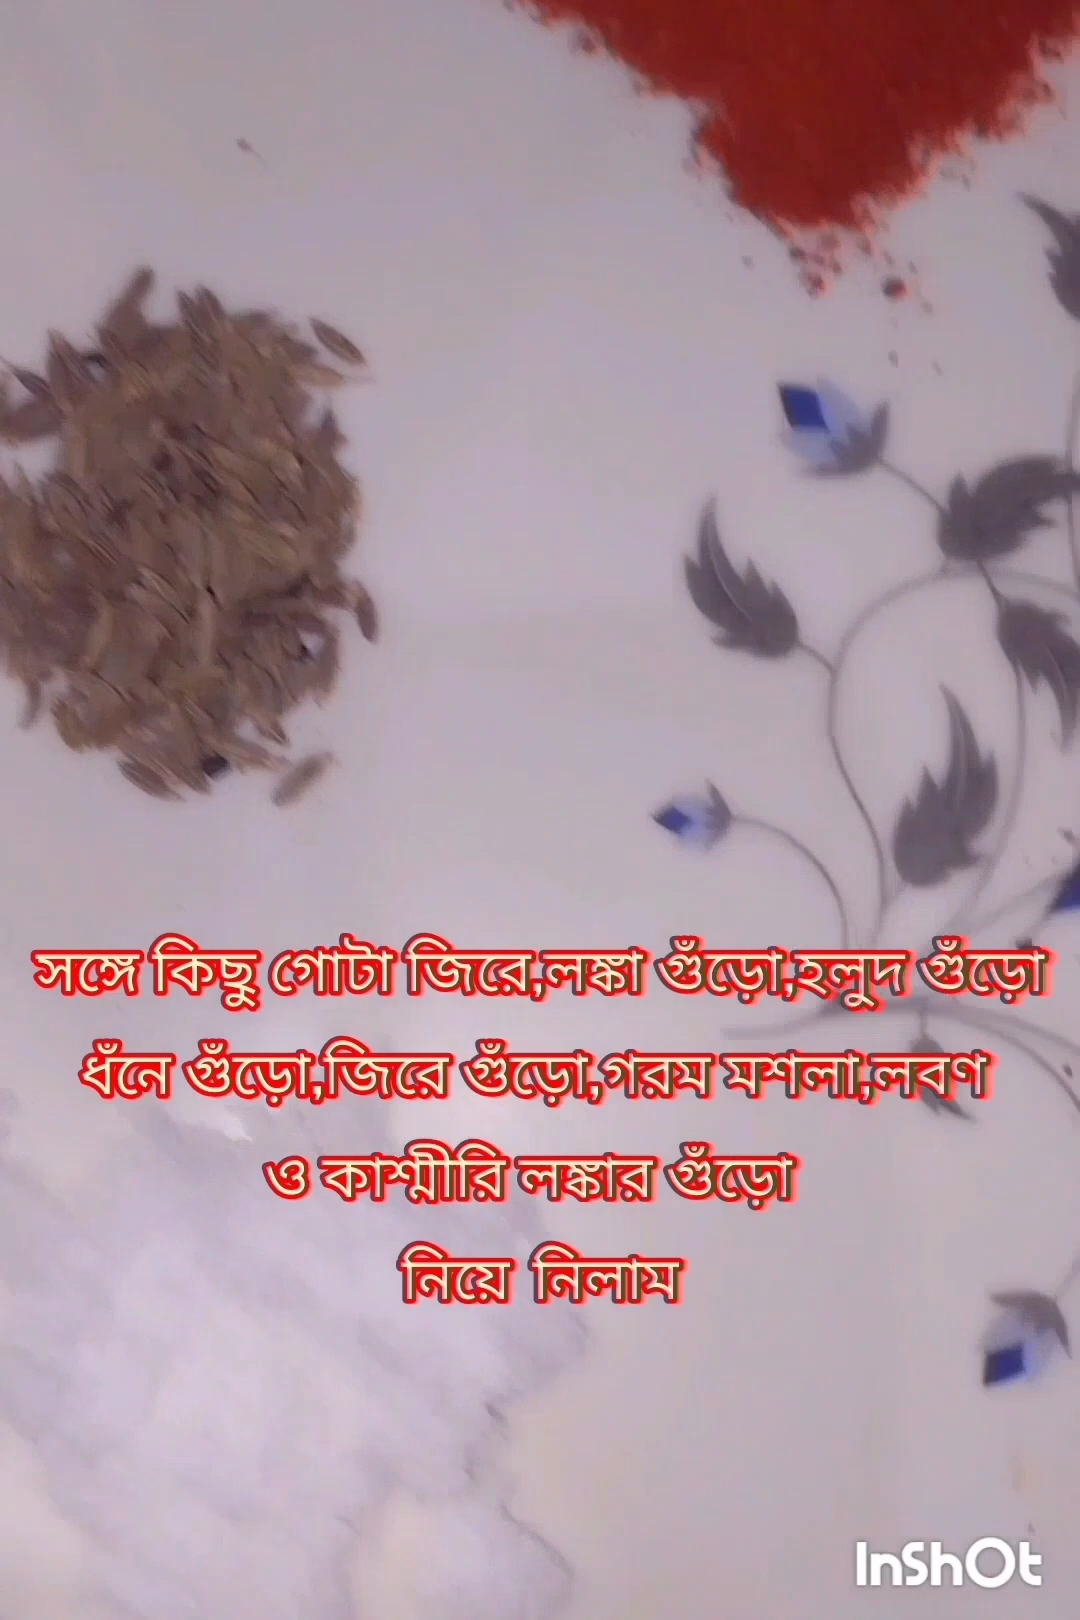 সঙ্গে কিছু গোটা জিরে,লঙ্কা গুঁড়ো,হলুদ গুঁড়ো
ধঁনে গুঁড়ো,জিরে গুঁড়ো,গরম মশলা,লবণ
ও কাশ্মীরি লঙ্কার গুঁড়ো
নিয়ে নিলাম
InShOt